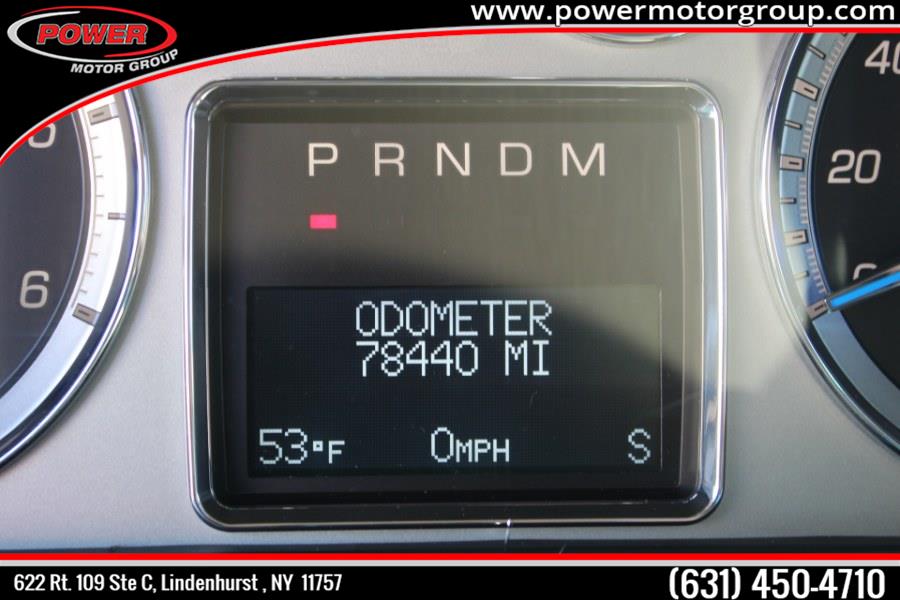 www.powermotorgroup.com
POWER
MOTOR GROUP
P R N D M
ODOMETER
78440 MI
53°F 0MPH S
6
40
20
622 Rt. 109 Ste C, Lindenhurst , NY 11757
(631) 450-4710